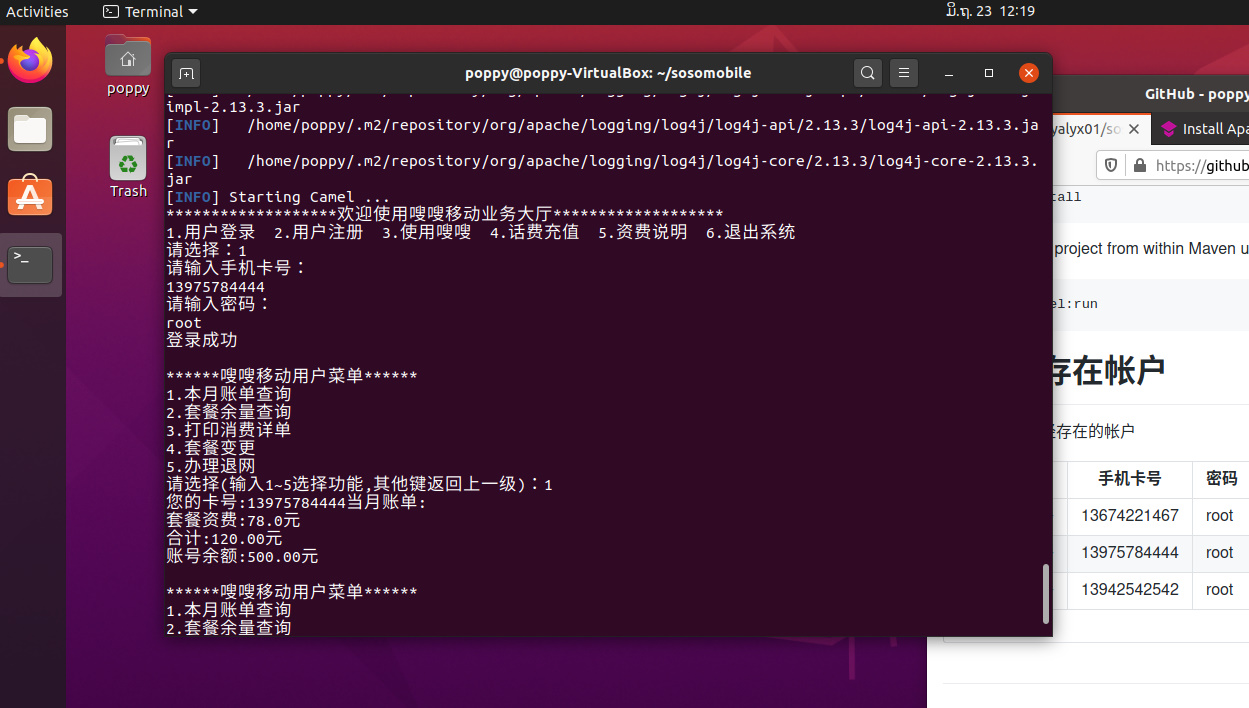 Activities
Terminal
มิ.ถุ. 23 12:19
poppy
Trash
poppy@poppy-VirtualBox: ~/sosomobile
impl-2.13.3.jar
[INFO]   /home/poppy/.m2/repository/org/apache/logging/log4j/log4j-api/2.13.3/log4j-api-2.13.3.ja
r
[INFO]   /home/poppy/.m2/repository/org/apache/logging/log4j/log4j-core/2.13.3/log4j-core-2.13.3.
jar
[INFO] Starting Camel ...
*******************欢迎使用嗖嗖移动业务大厅*******************
1.用户登录  2.用户注册  3.使用嗖嗖  4.话费充值  5.资费说明  6.退出系统
请选择：1
请输入手机卡号：
13975784444
请输入密码：
root
登录成功
******嗖嗖移动用户菜单******
1.本月账单查询
2.套餐余量查询
3.打印消费详单
4.套餐变更
5.办理退网
请选择(输入1~5选择功能,其他键返回上一级)：1
您的卡号:13975784444当月账单:
套餐资费:78.0元
合计:120.00元
账号余额:500.00元
******嗖嗖移动用户菜单******
1.本月账单查询
2.套餐余量查询
GitHub - poppy
yalyx01/so
Install Apa
https://github
tall
project from within Maven u
el:run
存在帐户
存在的帐户
手机卡号 密码
13674221467 root
13975784444 root
13942542542 root